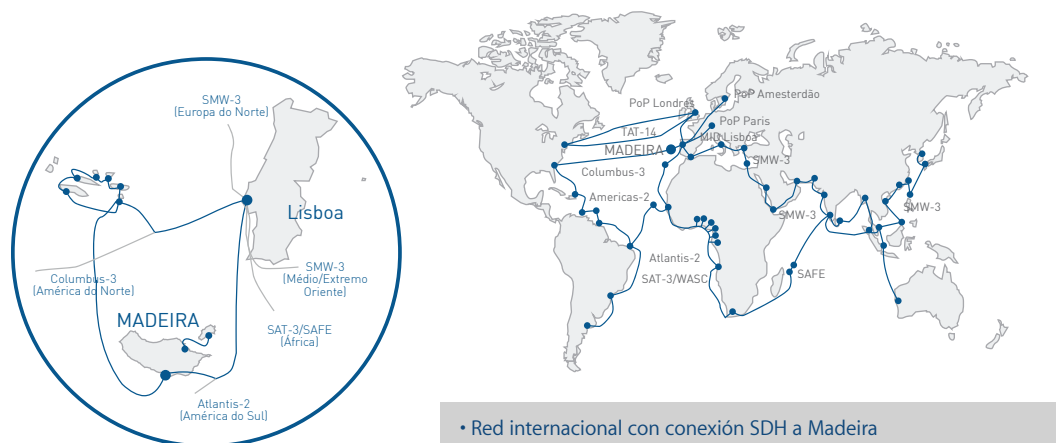 SMW-3
(Europa do Norte)
Lisboa
SMW-3
(Médio/Extremo
Oriente)
Columbus-3
(América do Norte)
MADEIRA
SAT-3/SAFE
(África)
Atlantis-2
(América do Sul)
PoP Amesterdão
PoP Londres
PoP Paris
TAT-14
MID Lisboa
MADEIRA
SMW-3
Columbus-3
Americas-2
SMW-3
SMW-3
Atlantis-2
SAT-3/WASC
SAFE
• Red internacional con conexión SDH a Madeira